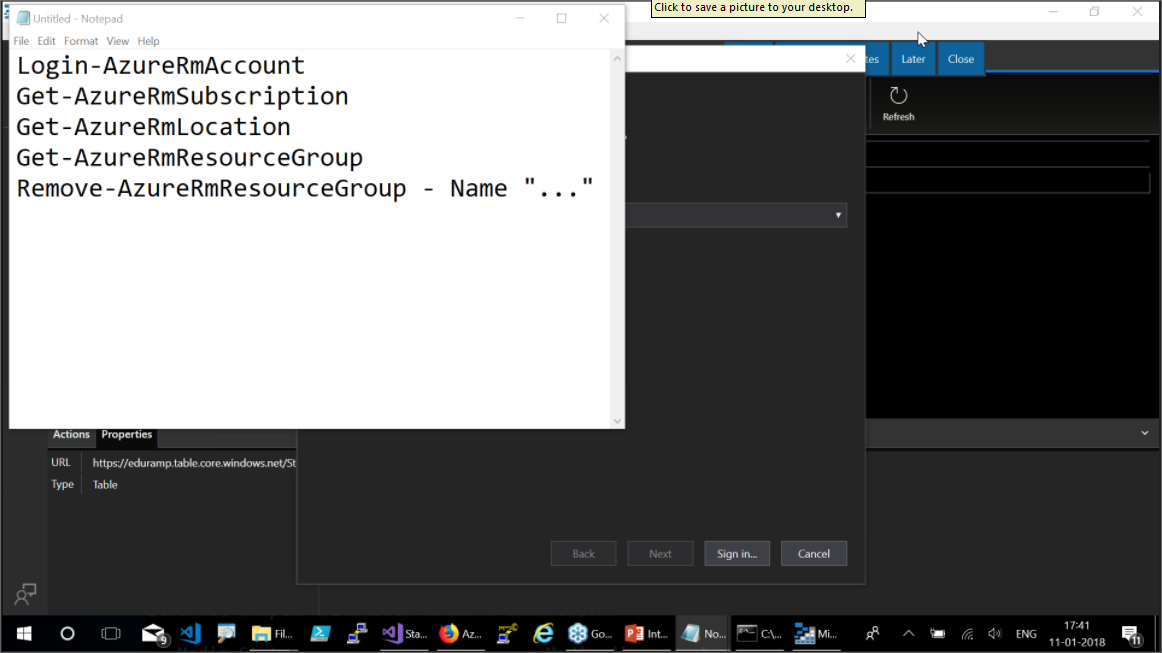 Click to save a picture to your desktop.
Untitled - Notepad
File Edit Format View Help
Login-AzureRmAccount
Get-AzureRmSubscription
Get-AzureRmLocation
Get-AzureRmResourceGroup
Remove-AzureRmResourceGroup - Name "..."
tes Later Close
Refresh
Actions Properties
URL https://eduramp.table.core.windows.net/St
Type Table
Back Next Sign in... Cancel
9 Fil... Sta... Az... Go... Int... No... C:\... Mi... ENG 17:41
11-01-2018 11